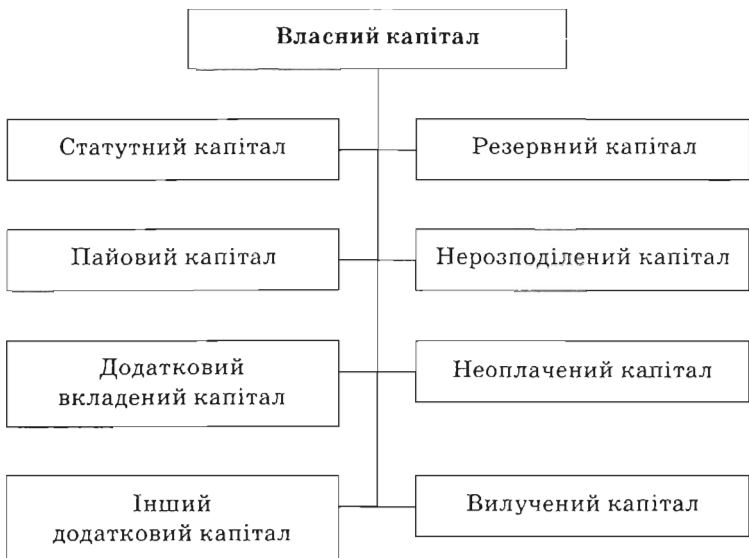 Власний капітал
Статутний капітал
Резервний капітал
Пайовий капітал
Нерозподілений капітал
Додатковий
вкладений капітал
Неоплачений капітал
Інший
додатковий капітал
Вилучений капітал